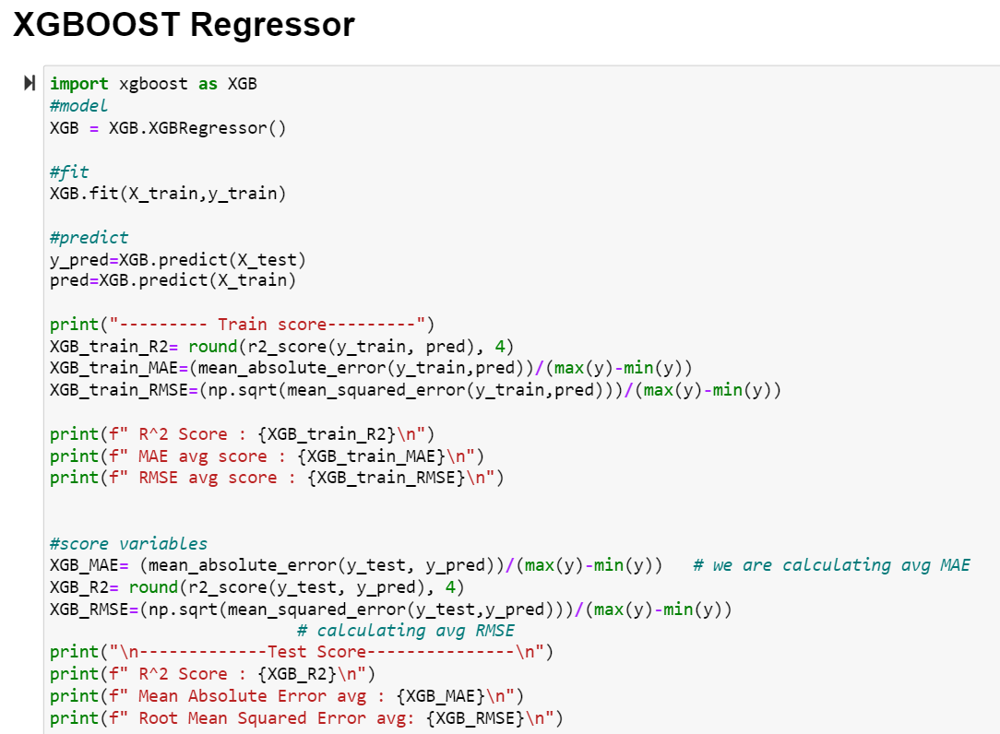 XGBOOST Regressor
import xgboost as XGB
#model
XGB = XGB.XGBRegressor()
#fit
XGB.fit(X_train,y_train)
#predict
y_pred=XGB.predict(X_test)
pred=XGB.predict(X_train)
print("--------- Train score---------")
XGB_train_R2= round(r2_score(y_train, pred), 4)
XGB_train_MAE=(mean_absolute_error(y_train,pred))/(max(y)-min(y))
XGB_train_RMSE=(np.sqrt(mean_squared_error(y_train,pred)))/(max(y)-min(y))
print(f" R^2 Score : {XGB_train_R2}\n")
print(f" MAE avg score : {XGB_train_MAE}\n")
print(f" RMSE avg score : {XGB_train_RMSE}\n")
#score variables
XGB_MAE= (mean_absolute_error(y_test, y_pred))/(max(y)-min(y))   # we are calculating avg MAE
XGB_R2= round(r2_score(y_test, y_pred), 4)
XGB_RMSE=(np.sqrt(mean_squared_error(y_test,y_pred)))/(max(y)-min(y))
# calculating avg RMSE
print("\n-------------Test Score---------------\n")
print(f" R^2 Score : {XGB_R2}\n")
print(f" Mean Absolute Error avg : {XGB_MAE}\n")
print(f" Root Mean Squared Error avg: {XGB_RMSE}\n")